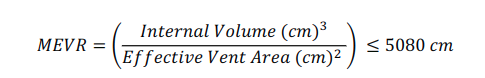 MEVR = ( Internal Volume (cm)³ / Effective Vent Area (cm)² ) ≤ 5080 cm